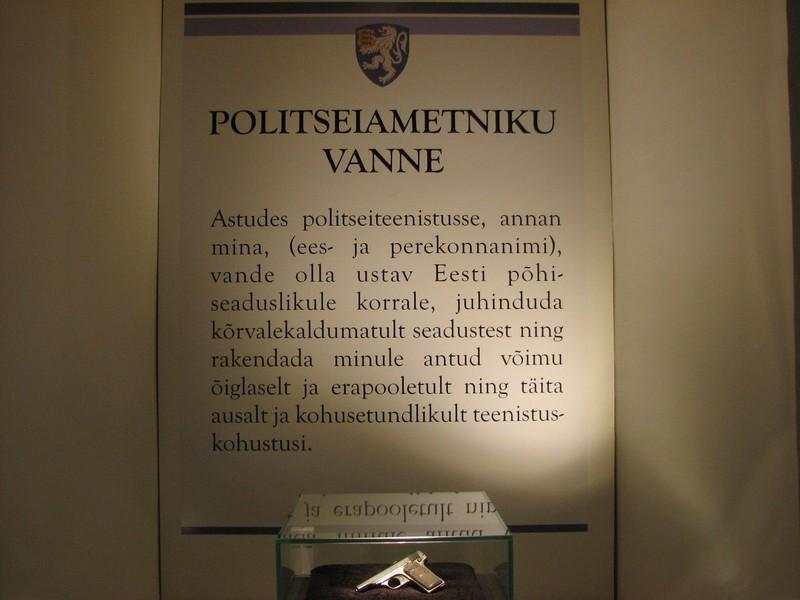 POLITSEIAMETNIKU
VANNE
Astudes politseiteenistusse, annan
mina, (ees- ja perekonnanimi),
vande olla ustav Eesti põhi-
seaduslikule korrale, juhinduda
kõrvalekaldumatult seadustest ning
rakendada minule antud võimu
õiglaselt ja erapooletult ning täita
ausalt ja kohusetundlikult teenistus-
kohustusi.